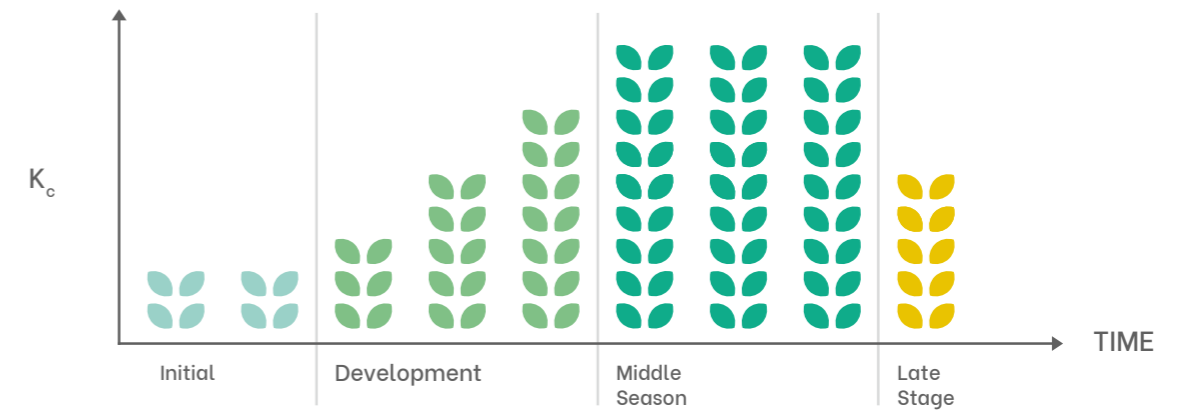 Kc
TIME
Initial
Development
Middle
Season
Late
Stage